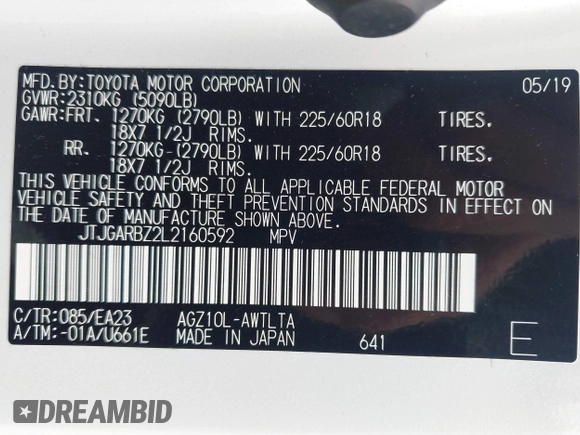 MFD.BY:TOYOTA MOTOR CORPORATION 05/19
GVWR:2310KG (5090LB)
GAWR:FRT. 1270KG (2790LB) WITH 225/60R18 TIRES.
18X7 1/2J RIMS.
RR. 1270KG (2790LB) WITH 225/60R18 TIRES.
18X7 1/2J RIMS.
THIS VEHICLE CONFORMS TO ALL APPLICABLE FEDERAL MOTOR
VEHICLE SAFETY AND THEFT PREVENTION STANDARDS IN EFFECT ON
THE DATE OF MANUFACTURE SHOWN ABOVE.
JTJGARBZ2L2160592 MPV
C/TR:085/EA23 AGZ10L-AWTLTA
A/TM:-01A/U661E MADE IN JAPAN 641 E
DREAMBID